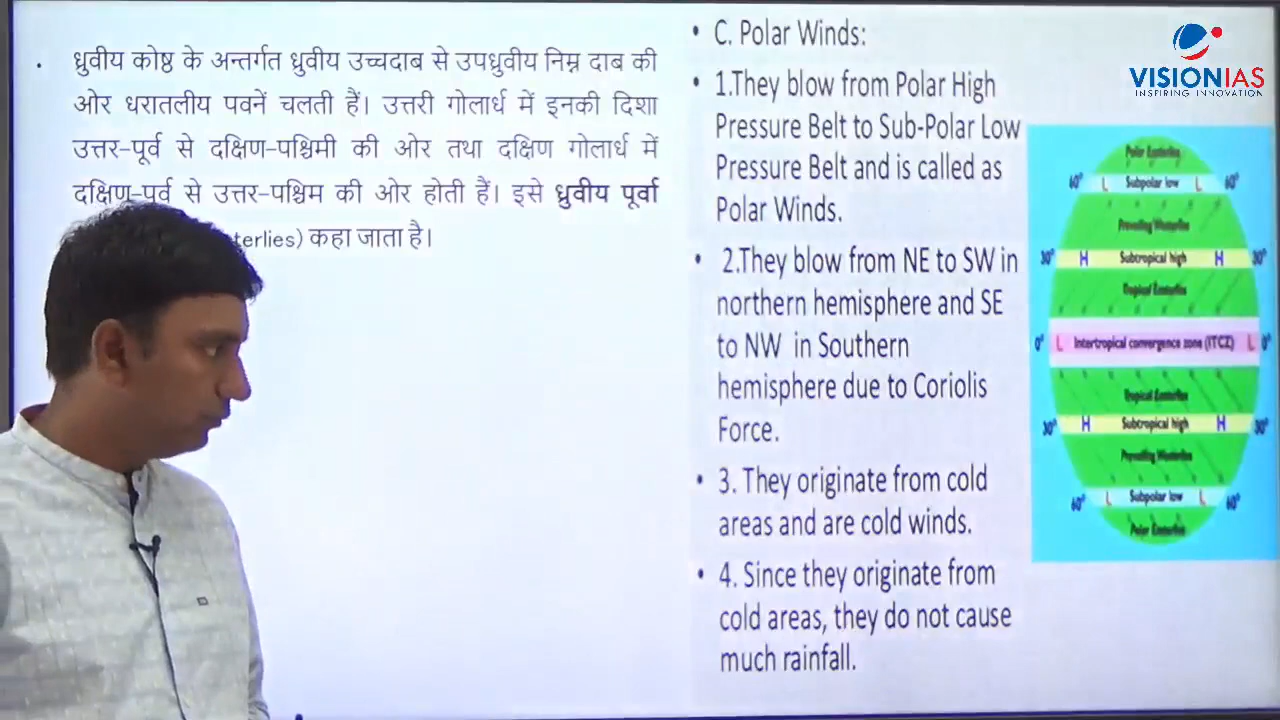 ध्रुवीय कोष्ठ के अन्तर्गत ध्रुवीय उच्चदाब से उपध्रुवीय निम्न दाब की
ओर धरातलीय पवनें चलती हैं। उत्तरी गोलार्ध में इनकी दिशा
उत्तर-पूर्व से दक्षिण-पश्चिमी की ओर तथा दक्षिण गोलार्ध में
दक्षिण-पूर्व से उत्तर-पश्चिम की ओर होती हैं। इसे ध्रुवीय पूर्वा
terlies) कहा जाता है।
• C. Polar Winds:
• 1.They blow from Polar High
Pressure Belt to Sub-Polar Low
Pressure Belt and is called as
Polar Winds.
• 2.They blow from NE to SW in
northern hemisphere and SE
to NW in Southern
hemisphere due to Coriolis
Force.
• 3. They originate from cold
areas and are cold winds.
• 4. Since they originate from
cold areas, they do not cause
much rainfall.
VISIONIAS
INSPIRING INNOVATION
Polar Easterlies
60° L Subpolar low L 60°
Prevailing Westerlies
30° H Subtropical high H 30°
Tropical Easterlies
0° L Intertropical convergence zone (ITCZ) L 0°
Tropical Easterlies
30° H Subtropical high H 30°
Prevailing Westerlies
60° L Subpolar low L 60°
Polar Easterlies